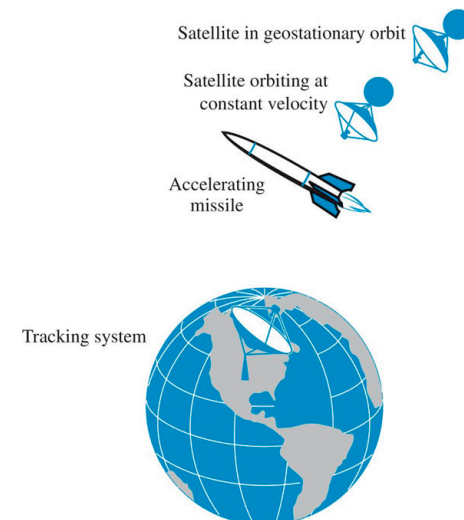 Satellite in geostationary orbit
Satellite orbiting at
constant velocity
Accelerating
missile
Tracking system